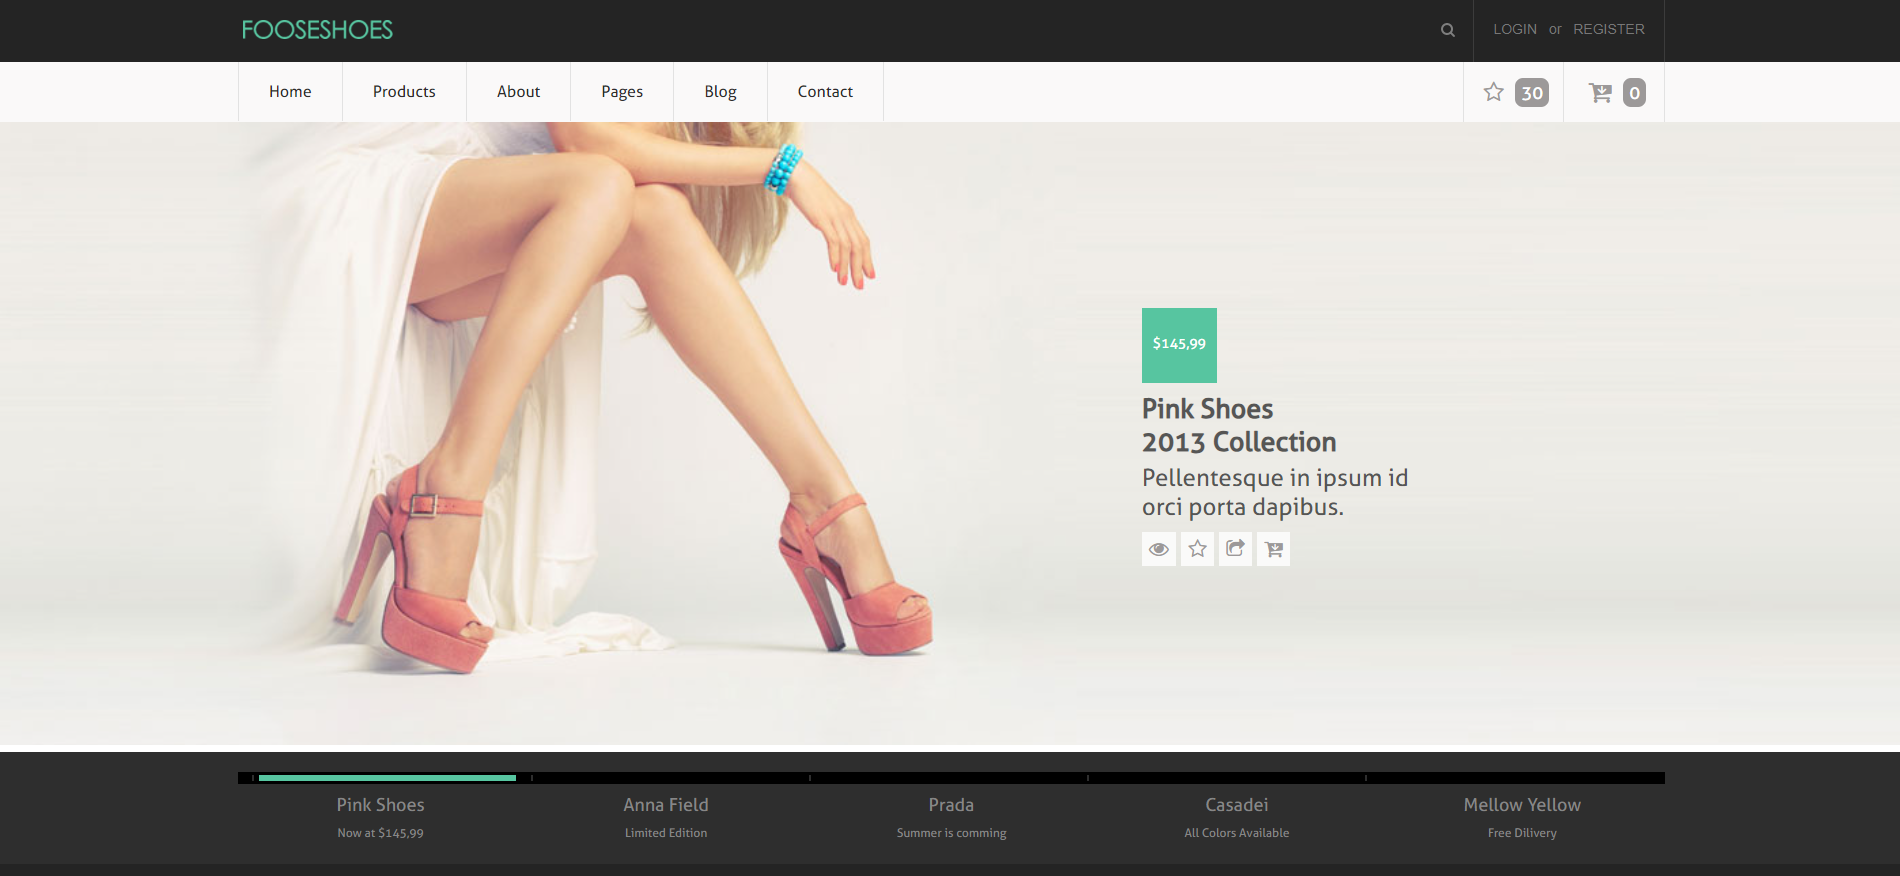 FOOSESHOES
LOGIN or REGISTER
Home Products About Pages Blog Contact
30 0
$145,99
Pink Shoes
2013 Collection
Pellentesque in ipsum id
orci porta dapibus.
Pink Shoes Anna Field Prada Casadei Mellow Yellow
Now at $145,99 Limited Edition Summer is comming All Colors Available Free Dilivery